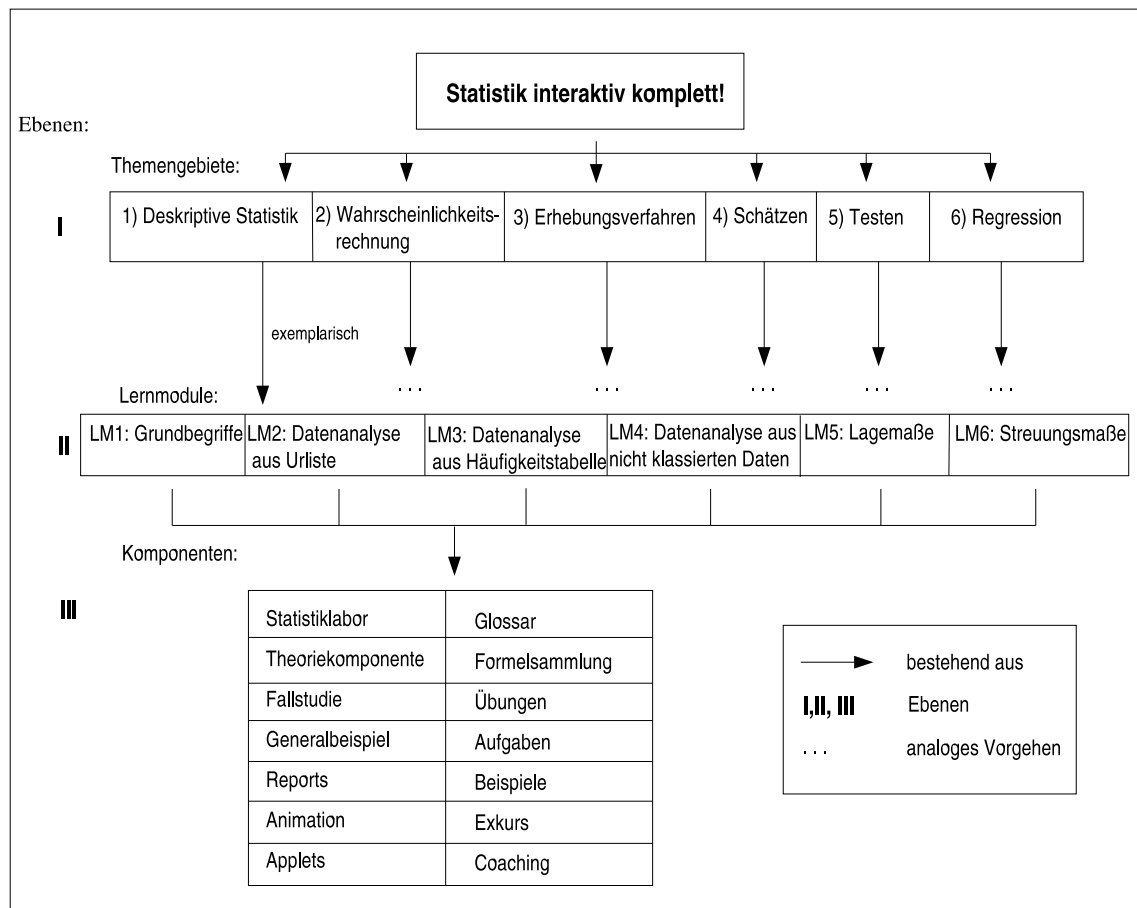 Statistik interaktiv komplett!
Ebenen:
Themengebiete:
I
1) Deskriptive Statistik
2) Wahrscheinlichkeits-
rechnung
3) Erhebungsverfahren
4) Schätzen
5) Testen
6) Regression
exemplarisch
. . .
. . .
. . .
. . .
. . .
Lernmodule:
II
LM1: Grundbegriffe
LM2: Datenanalyse
aus Urliste
LM3: Datenanalyse
aus Häufigkeitstabelle
LM4: Datenanalyse aus
nicht klassierten Daten
LM5: Lagemaße
LM6: Streuungsmaße
Komponenten:
III
Statistiklabor
Glossar
Theoriekomponente
Formelsammlung
Fallstudie
Übungen
Generalbeispiel
Aufgaben
Reports
Beispiele
Animation
Exkurs
Applets
Coaching
bestehend aus
I,II, III
Ebenen
. . .
analoges Vorgehen